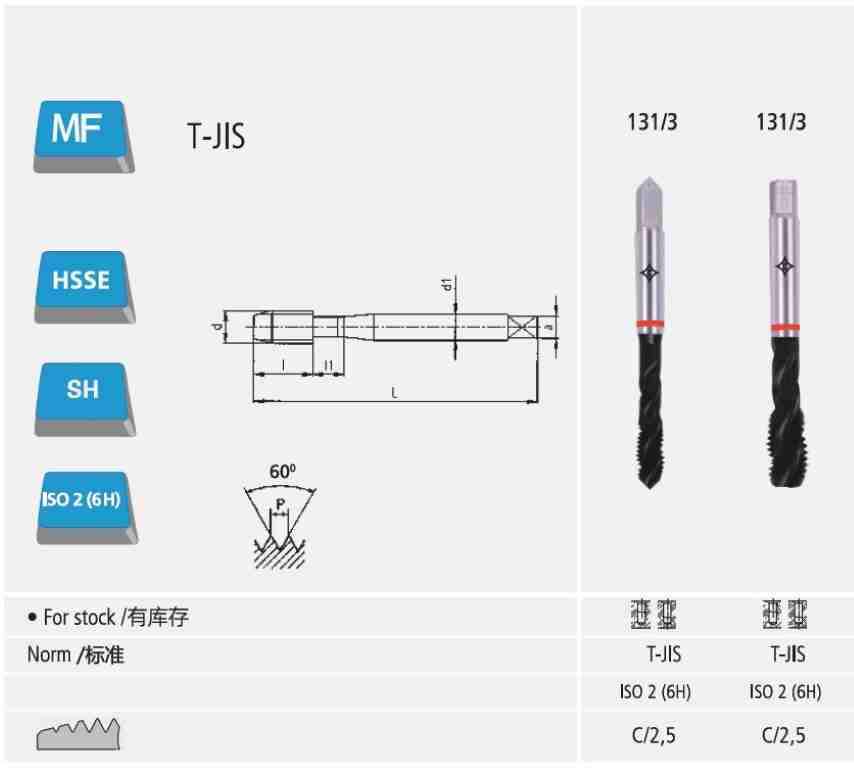 MF
T-JIS
131/3 131/3
HSSE
SH
ISO 2 (6H)
d
l
l1
d1
a
L
60⁰
P
• For stock /有库存
Norm /标准 T-JIS T-JIS
ISO 2 (6H) ISO 2 (6H)
C/2,5 C/2,5